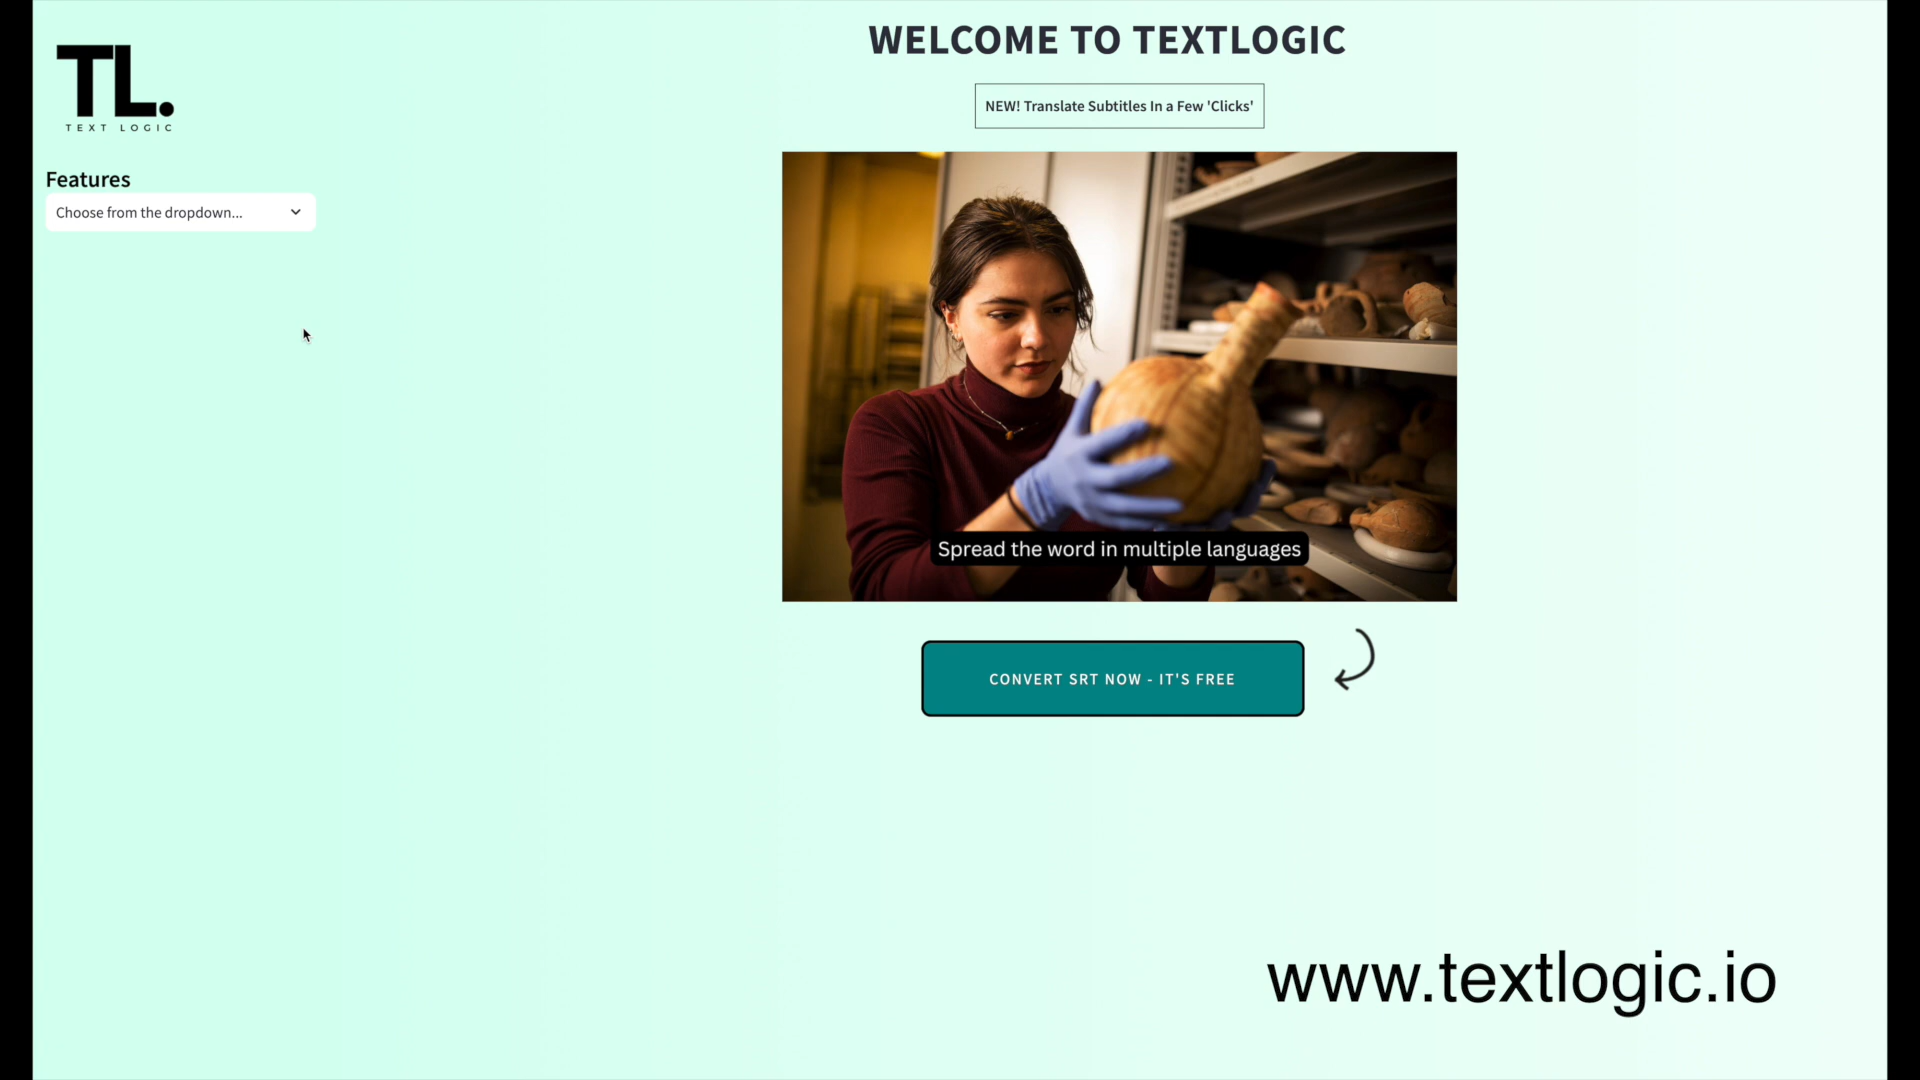 TL.
TEXT LOGIC
Features
Choose from the dropdown...
WELCOME TO TEXTLOGIC
NEW! Translate Subtitles In a Few 'Clicks'
Spread the word in multiple languages
CONVERT SRT NOW - IT'S FREE
www.textlogic.io